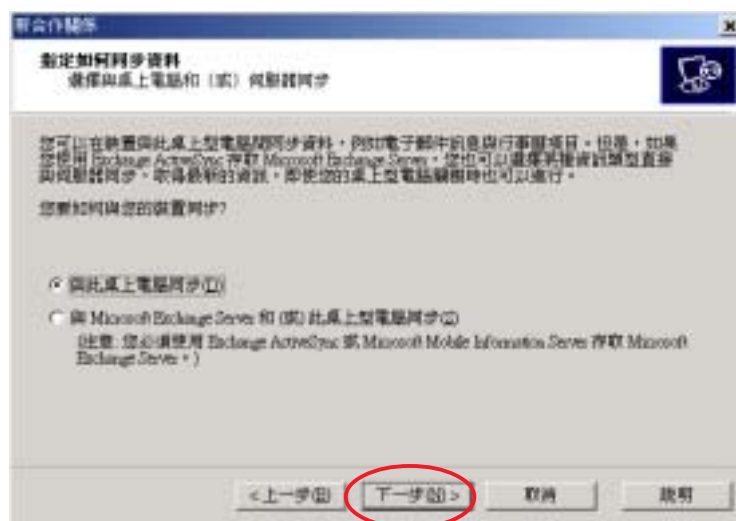 新合作關係
指定如何同步資料
選擇與桌上電腦和（或）伺服器同步
您可以在裝置與此桌上型電腦間同步資料，例如電子郵件訊息與行事曆項目。但是，如果
您使用 Exchange ActiveSync 存取 Microsoft Exchange Server，您也可以選擇某種資訊類型直接
與伺服器同步，取得最新的資訊，即使您的桌上型電腦關機時也可以進行。
您要如何與您的裝置同步?
與此桌上電腦同步(D)
與 Microsoft Exchange Server 和 (或) 此桌上型電腦同步(S)
(注意: 您必須使用 Exchange ActiveSync 或 Microsoft Mobile Information Server 存取 Microsoft
Exchange Server。)
<上一步(B)
下一步(N) >
取消
說明